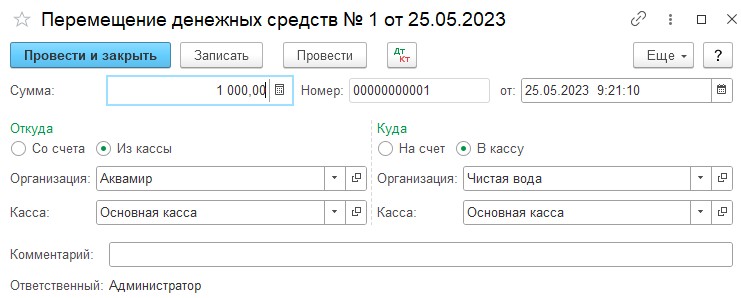 Перемещение денежных средств № 1 от 25.05.2023
Провести и закрыть Записать Провести Дт Кт Еще ?
Сумма: 1 000,00 Номер: 00000000001 от: 25.05.2023 9:21:10
Откуда Куда
Со счета Из кассы На счет В кассу
Организация: Аквамир Организация: Чистая вода
Касса: Основная касса Касса: Основная касса
Комментарий:
Ответственный: Администратор